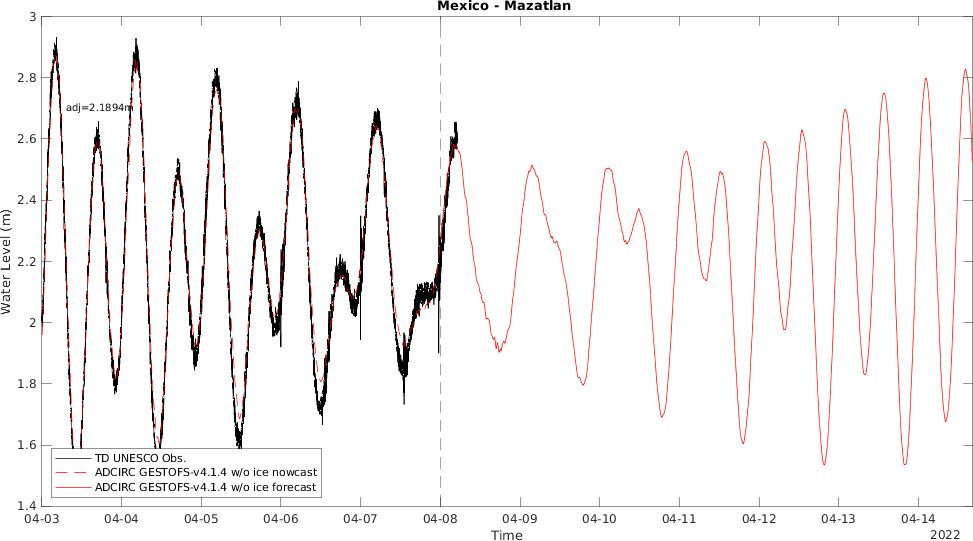 Mexico - Mazatlan
3
2.8
2.6
2.4
2.2
2
1.8
1.6
1.4
Water Level (m)
adj=2.1894m
TD UNESCO Obs.
ADCIRC GESTOFS-v4.1.4 w/o ice nowcast
ADCIRC GESTOFS-v4.1.4 w/o ice forecast
04-03 04-04 04-05 04-06 04-07 04-08 04-09 04-10 04-11 04-12 04-13 04-14
Time
2022